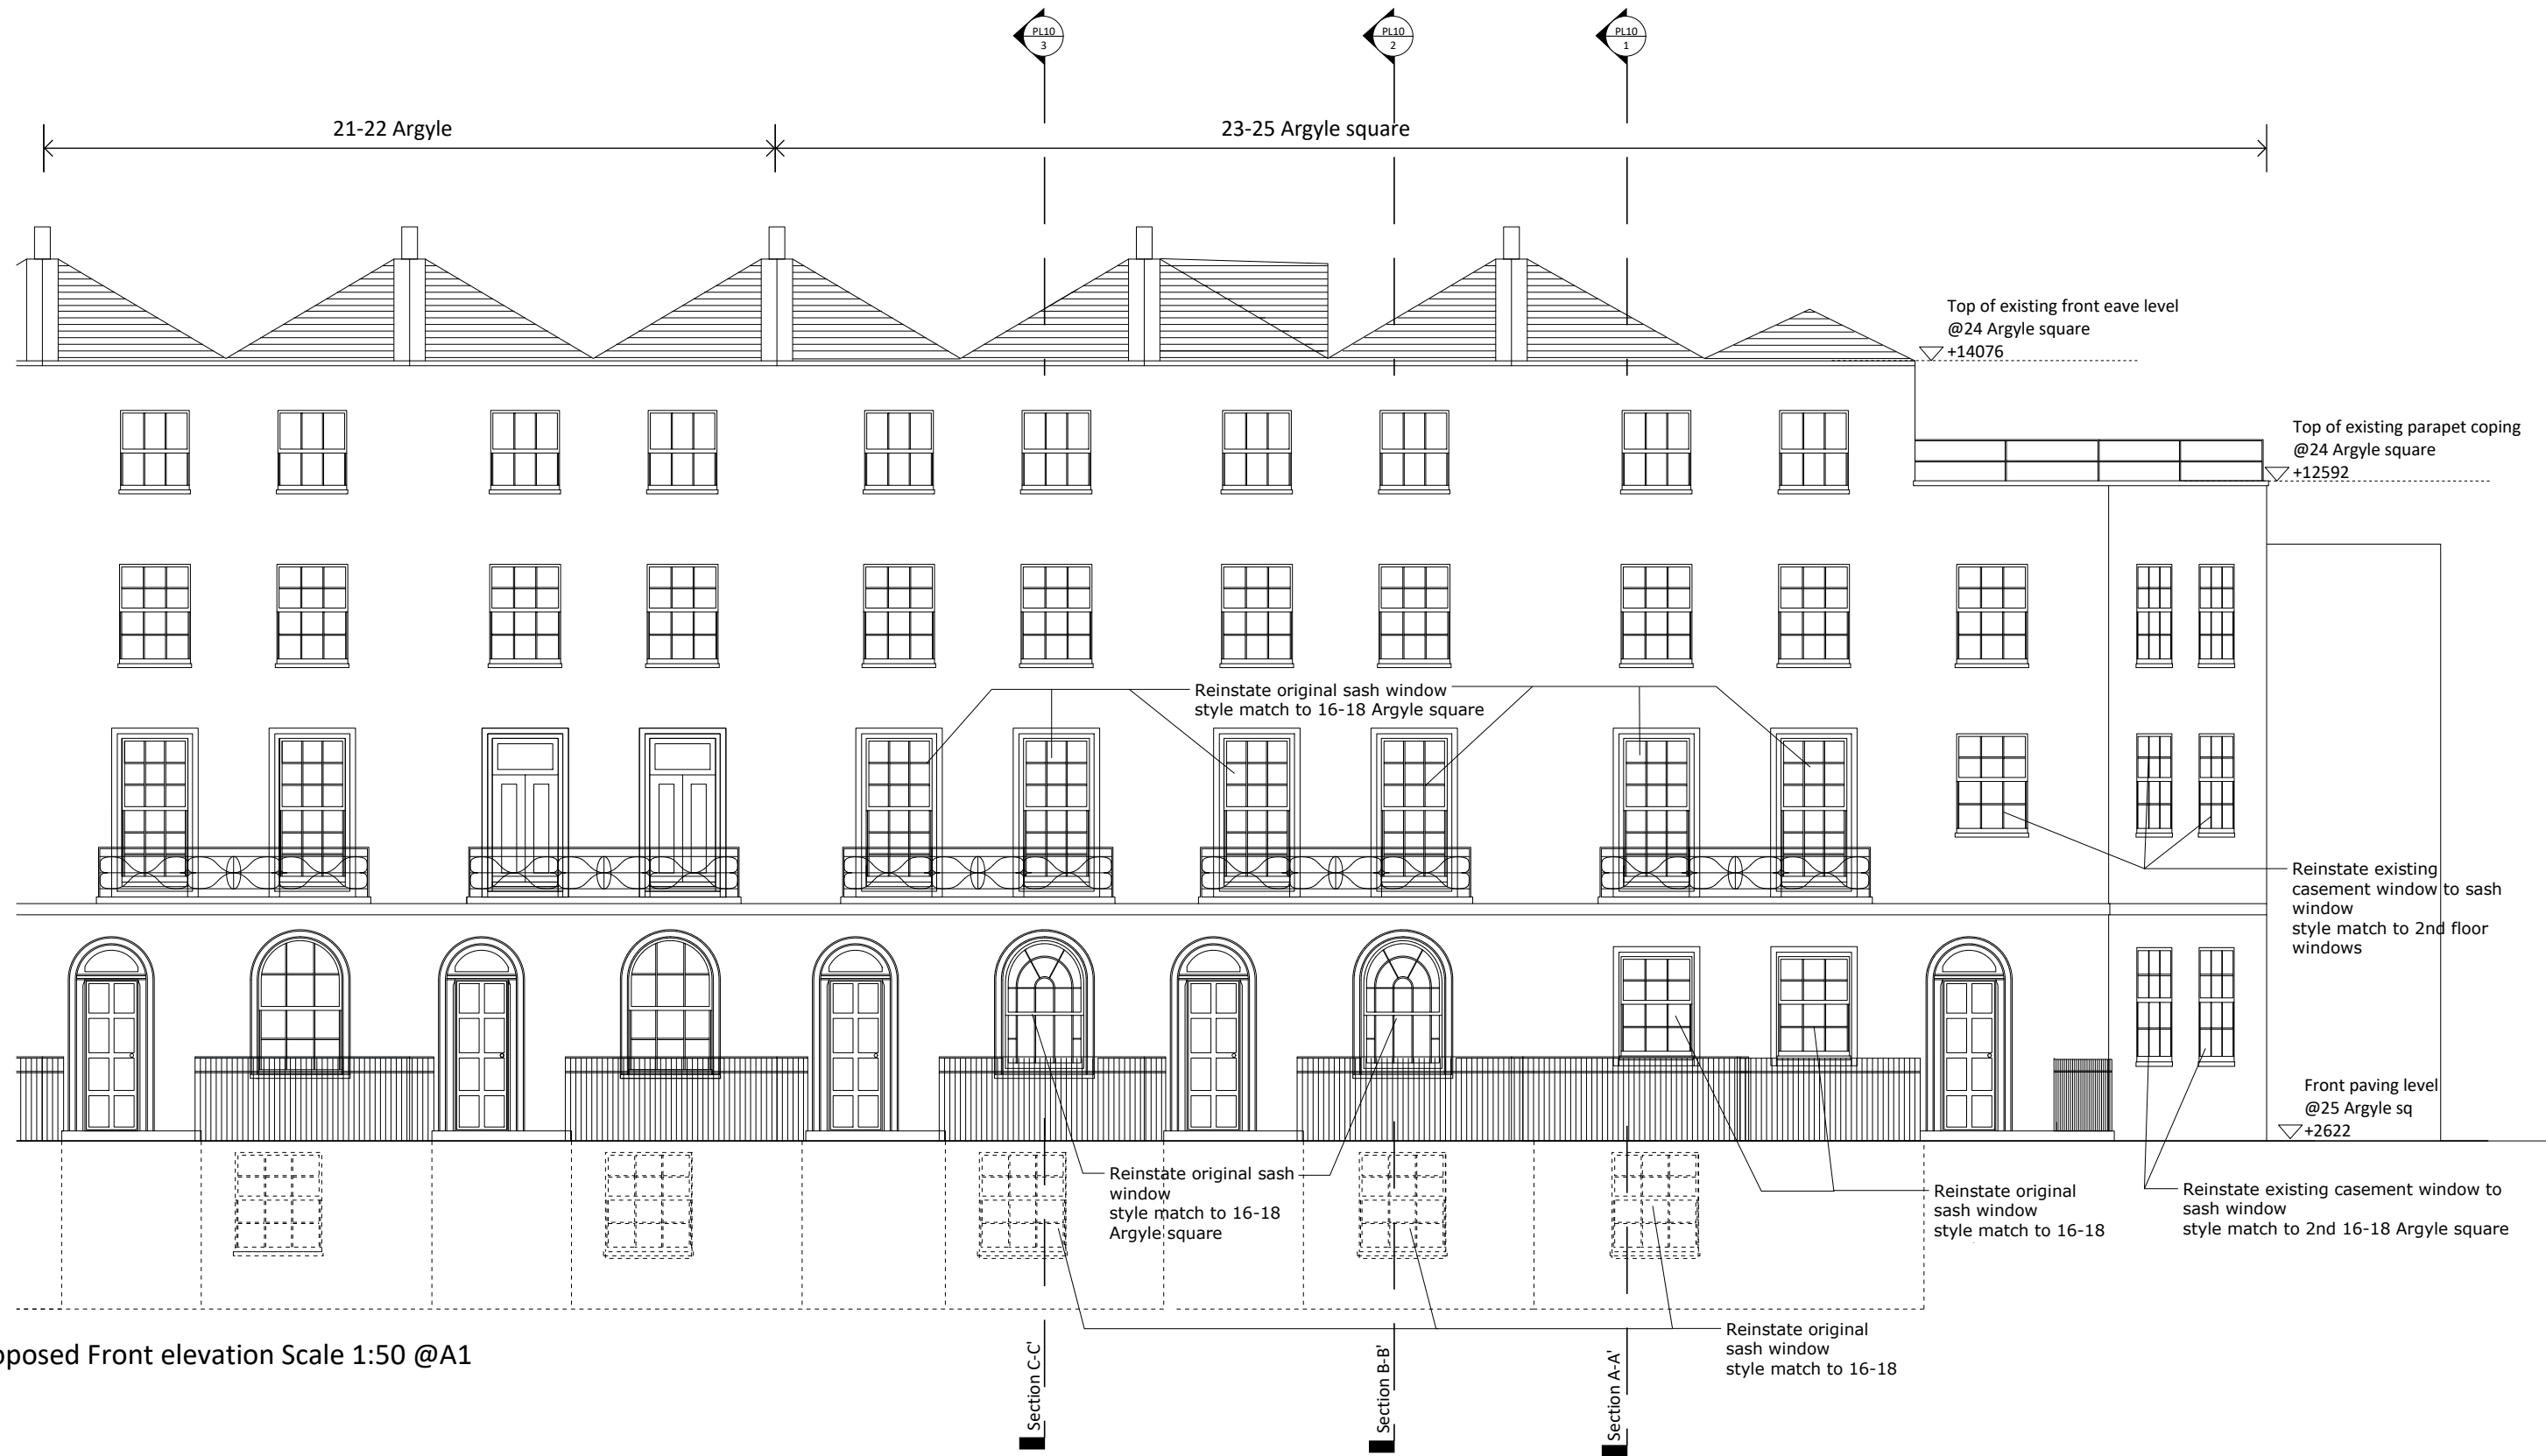 PL10
3
PL10
2
PL10
1
21-22 Argyle
23-25 Argyle square
Top of existing front eave level
@24 Argyle square
+14076
Top of existing parapet coping
@24 Argyle square
+12592
Reinstate original sash window
style match to 16-18 Argyle square
Reinstate existing
casement window to sash
window
style match to 2nd floor
windows
Front paving level
@25 Argyle sq
+2622
Reinstate original sash
window
style match to 16-18
Argyle square
Reinstate original
sash window
style match to 16-18
Reinstate existing casement window to
sash window
style match to 2nd 16-18 Argyle square
Reinstate original
sash window
style match to 16-18
oposed Front elevation Scale 1:50 @A1
Section C-C'
Section B-B'
Section A-A'